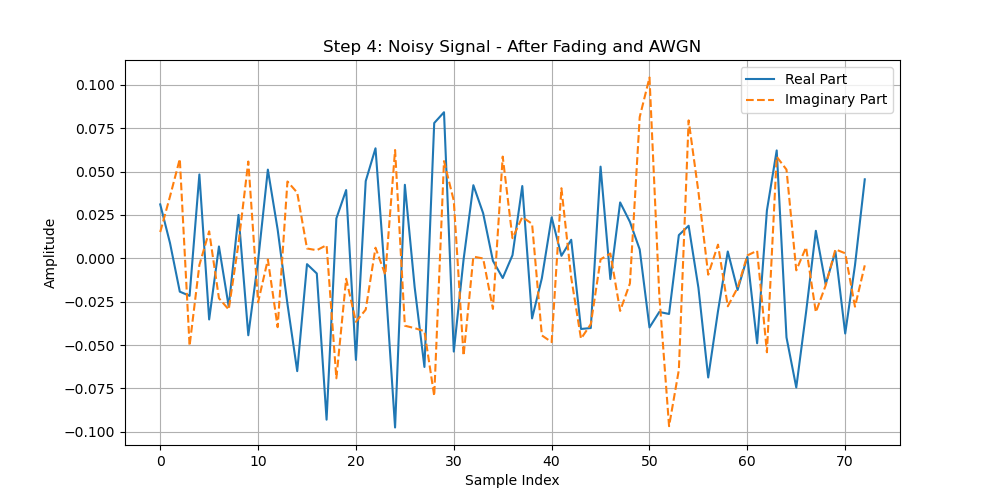 Step 4: Noisy Signal - After Fading and AWGN
Real Part
Imaginary Part
Amplitude
0.100
0.075
0.050
0.025
0.000
−0.025
−0.050
−0.075
−0.100
0 10 20 30 40 50 60 70
Sample Index